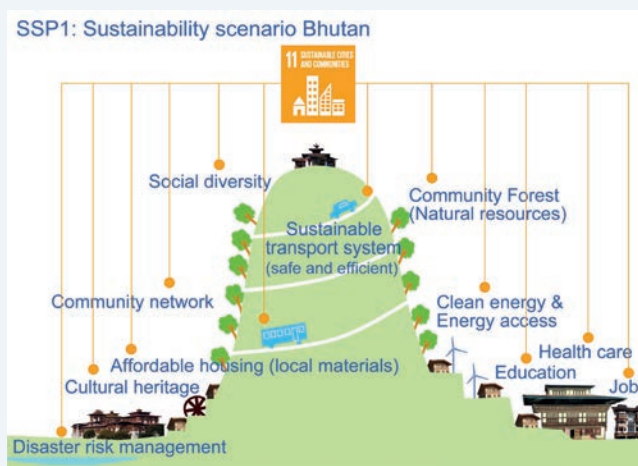 SSP1: Sustainability scenario Bhutan
11 SUSTAINABLE CITIES
AND COMMUNITIES
Social diversity
Community Forest
(Natural resources)
Sustainable
transport system
(safe and efficient)
Community network
Clean energy &
Energy access
Affordable housing (local materials)
Health care
Cultural heritage
Education
Job
Disaster risk management